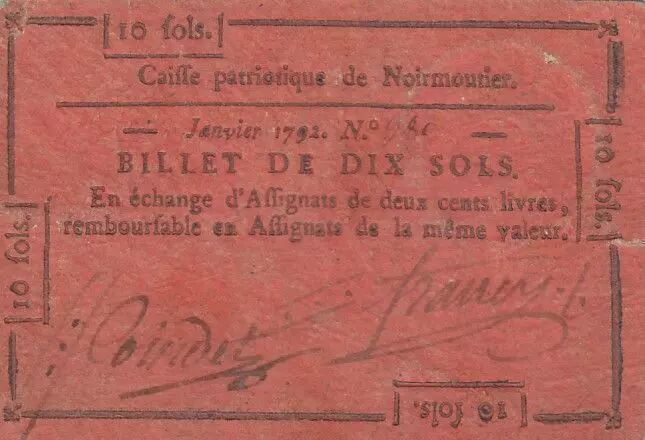 10 ſols.
Caiſſe patriotique de Noirmoutier.
Janvier 1792. N.º
BILLET DE DIX SOLS.
En échange d'Aſſignats de deux cents livres,
rembourſable en Aſſignats de la même valeur.
10 ſols.
10 ſols.
10 ſols.